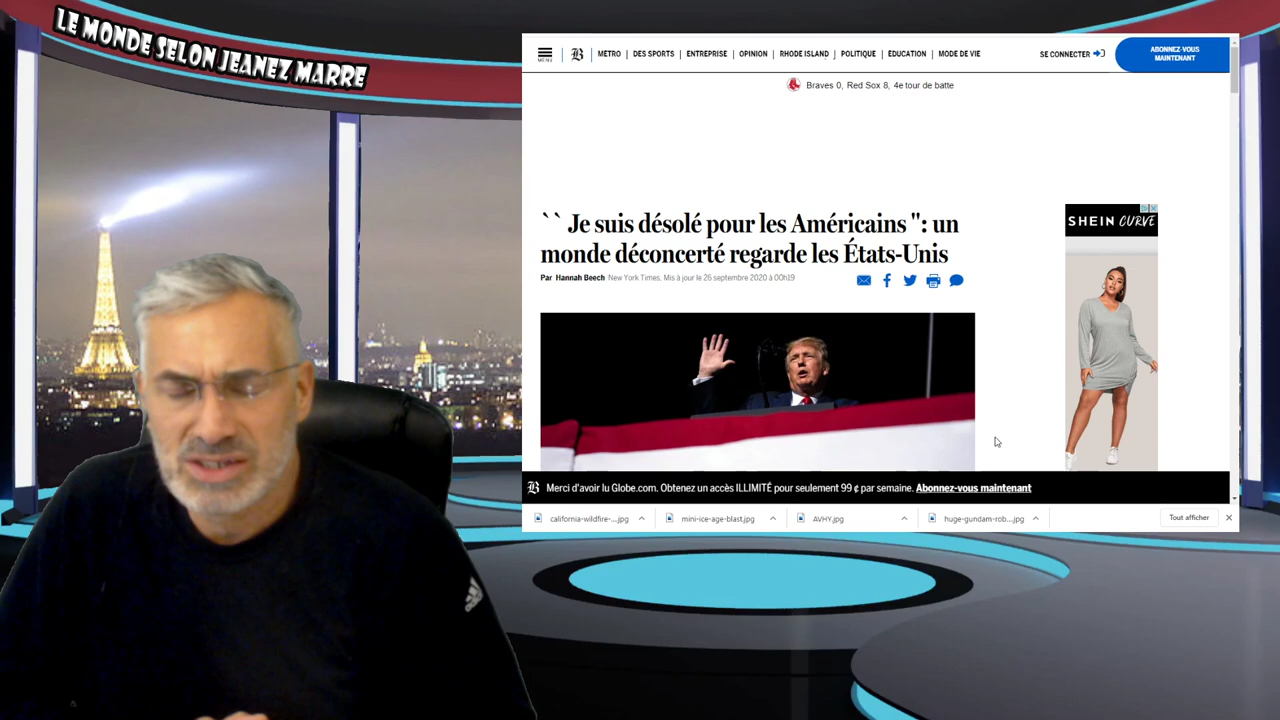 LE MONDE SELON JEANEZ MARRE
MENU
B MÉTRO | DES SPORTS | ENTREPRISE | OPINION | RHODE ISLAND | POLITIQUE | ÉDUCATION | MODE DE VIE
SE CONNECTER
ABONNEZ-VOUS
MAINTENANT
Braves 0, Red Sox 8, 4e tour de batte
`` Je suis désolé pour les Américains '': un
monde déconcerté regarde les États-Unis
Par Hannah Beech New York Times, Mis à jour le 26 septembre 2020 à 00h19
SHEIN CURVE
B Merci d'avoir lu Globe.com. Obtenez un accès ILLIMITÉ pour seulement 99 ¢ par semaine. Abonnez-vous maintenant
california-wildfire-....jpg
mini-ice-age-blast.jpg
AVHY.jpg
huge-gundam-rob....jpg
Tout afficher